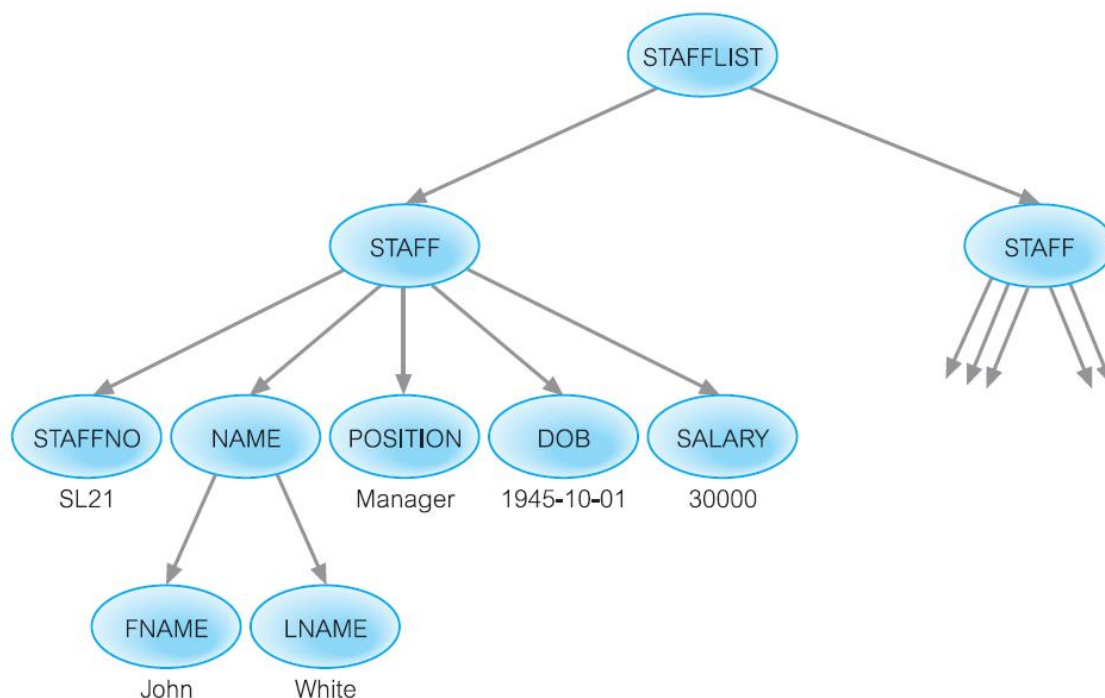 STAFFLIST
STAFF
STAFF
STAFFNO
NAME
POSITION
DOB
SALARY
SL21
Manager
1945-10-01
30000
FNAME
LNAME
John
White